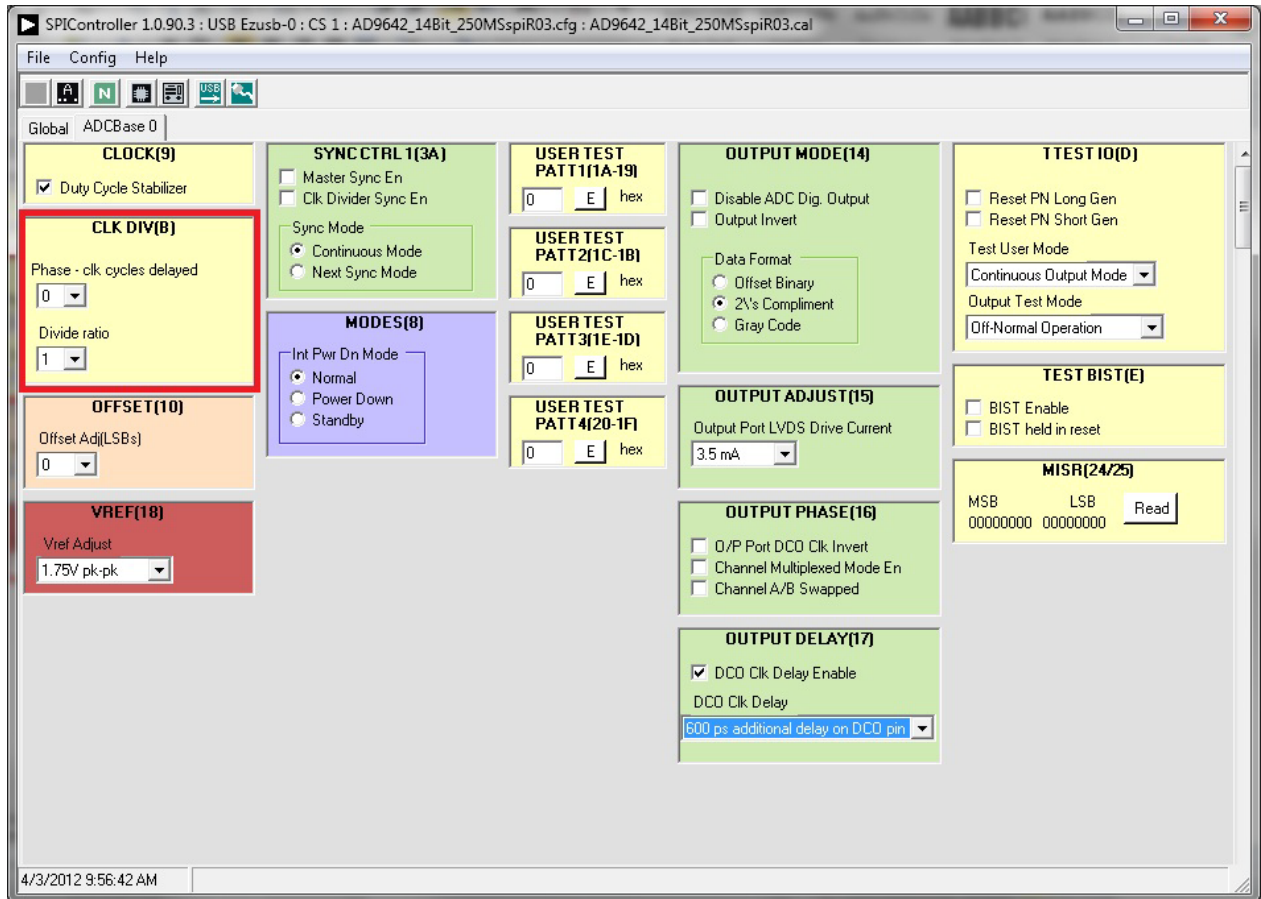 SPIController 1.0.90.3 : USB Ezusb-0 : CS 1 : AD9642_14Bit_250MSspiR03.cfg : AD9642_14Bit_250MSspiR03.cal
File Config Help
A
N
USB
Global
ADCBase 0
CLOCK(9)
Duty Cycle Stabilizer
CLK DIV(B)
Phase - clk cycles delayed
0
Divide ratio
1
OFFSET(10)
Offset Adj(LSBs)
0
VREF(18)
Vref Adjust
1.75V pk-pk
SYNC CTRL 1(3A)
Master Sync En
Clk Divider Sync En
Sync Mode
Continuous Mode
Next Sync Mode
MODES(8)
Int Pwr Dn Mode
Normal
Power Down
Standby
USER TEST
PATT1(1A-19)
0 E hex
USER TEST
PATT2(1C-1B)
0 E hex
USER TEST
PATT3(1E-1D)
0 E hex
USER TEST
PATT4(20-1F)
0 E hex
OUTPUT MODE(14)
Disable ADC Dig. Output
Output Invert
Data Format
Offset Binary
2\'s Compliment
Gray Code
OUTPUT ADJUST(15)
Output Port LVDS Drive Current
3.5 mA
OUTPUT PHASE(16)
O/P Port DCO Clk Invert
Channel Multiplexed Mode En
Channel A/B Swapped
OUTPUT DELAY(17)
DCO Clk Delay Enable
DCO Clk Delay
600 ps additional delay on DCO pin
TTEST IO(D)
Reset PN Long Gen
Reset PN Short Gen
Test User Mode
Continuous Output Mode
Output Test Mode
Off-Normal Operation
TEST BIST(E)
BIST Enable
BIST held in reset
MISR(24/25)
MSB LSB
00000000 00000000
Read
4/3/2012 9:56:42 AM